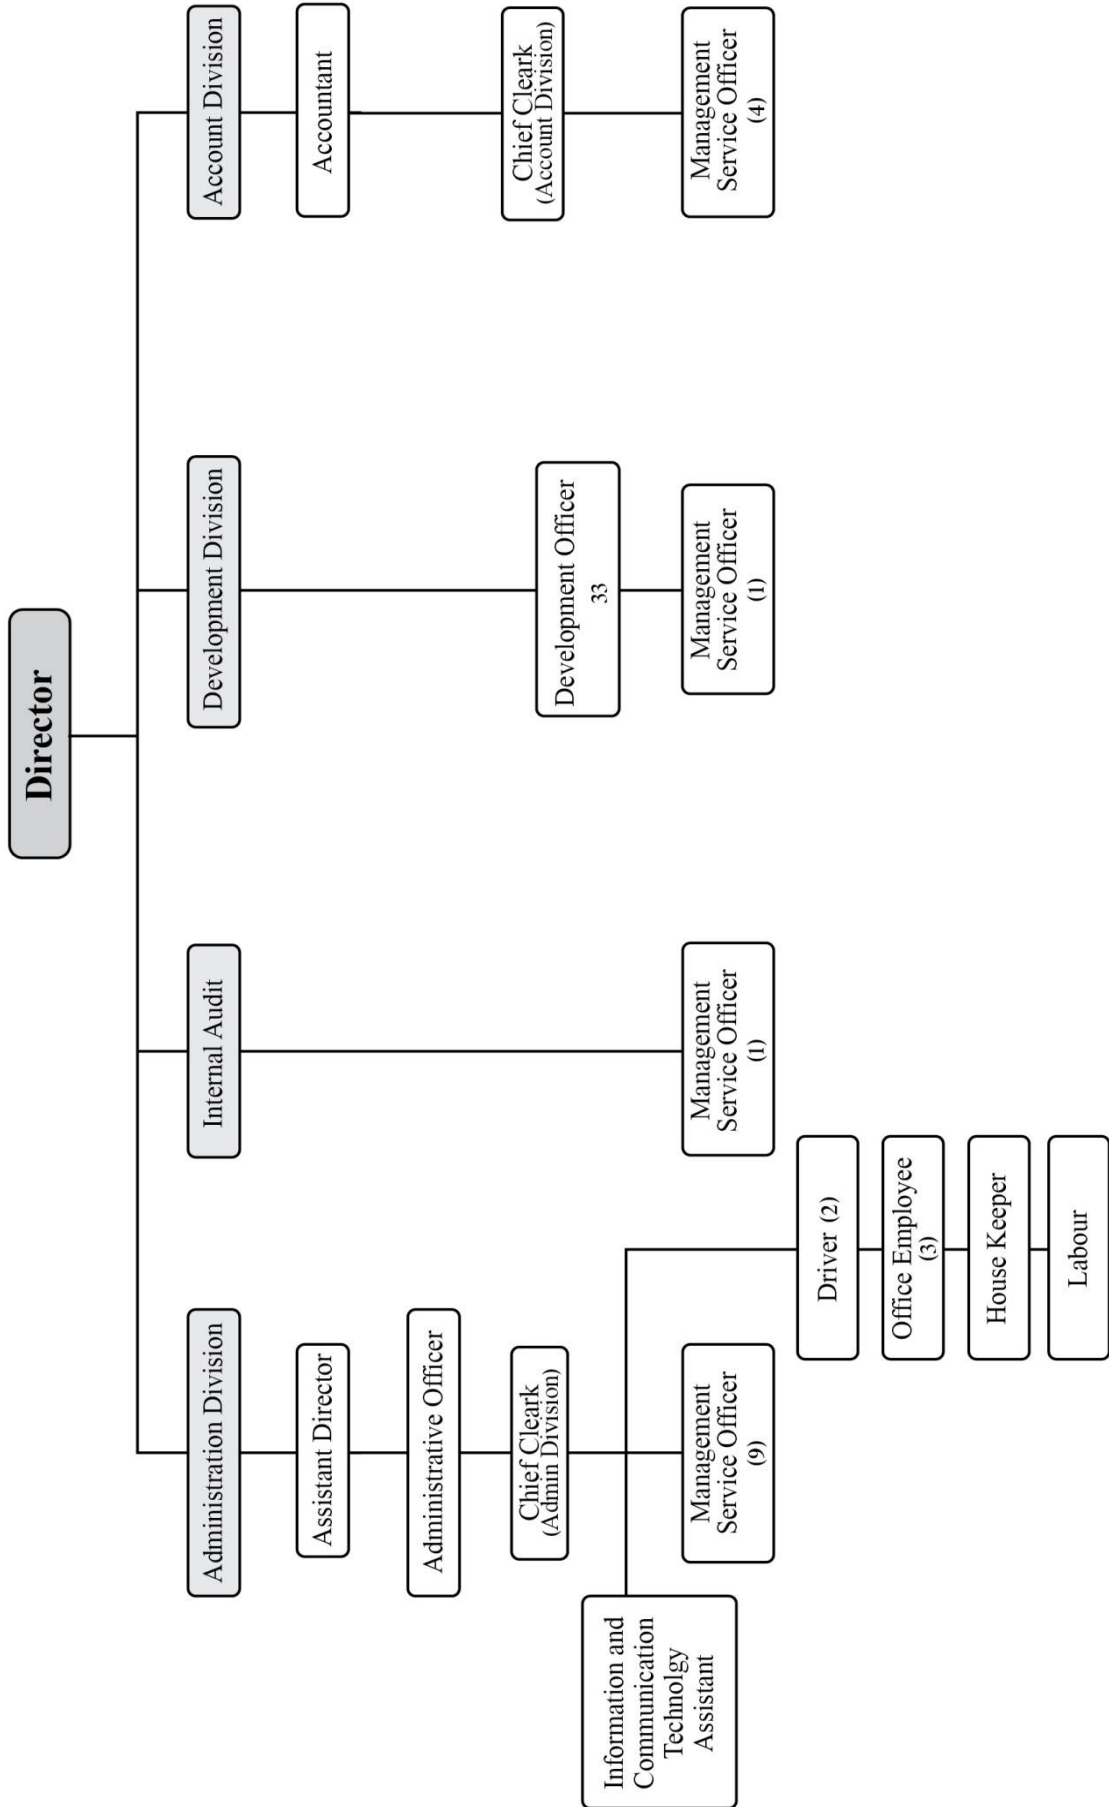 Director
Administration Division
Internal Audit
Development Division
Account Division
Assistant Director
Accountant
Administrative Officer
Chief Cleark
(Admin Division)
Chief Cleark
(Account Division)
Development Officer
33
Information and
Communication
Technolgy
Assistant
Management
Service Officer
(9)
Management
Service Officer
(1)
Management
Service Officer
(1)
Management
Service Officer
(4)
Driver (2)
Office Employee
(3)
House Keeper
Labour